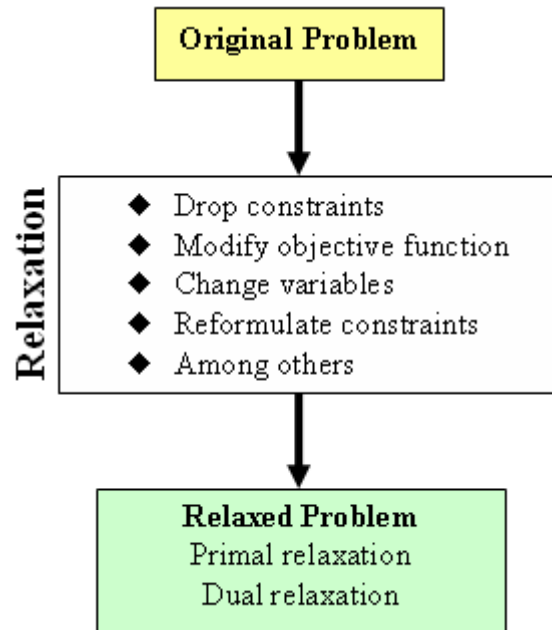 Original Problem
Relaxation
◆ Drop constraints
◆ Modify objective function
◆ Change variables
◆ Reformulate constraints
◆ Among others
Relaxed Problem
Primal relaxation
Dual relaxation